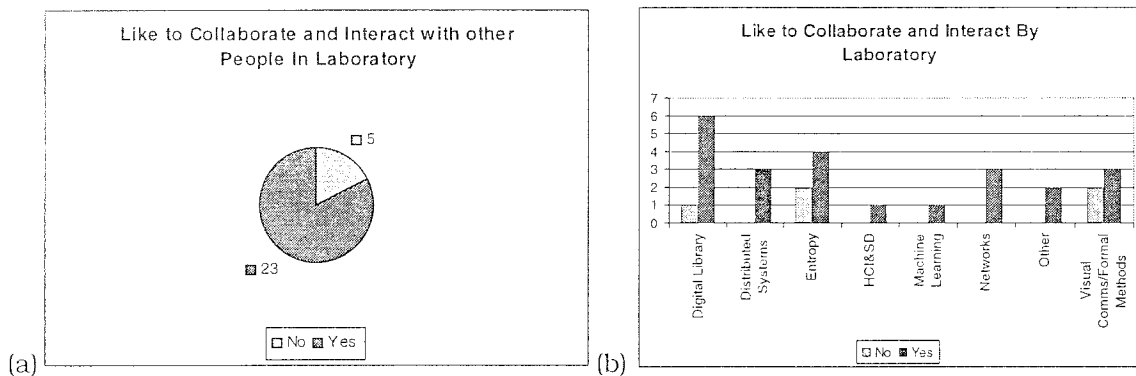 Like to Collaborate and Interact with other
People In Laboratory
5
23
No Yes
(a)
Like to Collaborate and Interact By
Laboratory
7
6
5
4
3
2
1
0
Digital Library
Distributed
Systems
Entropy
HCI&SD
Machine
Learning
Networks
Other
Visual
Comms/Formal
Methods
No Yes
(b)